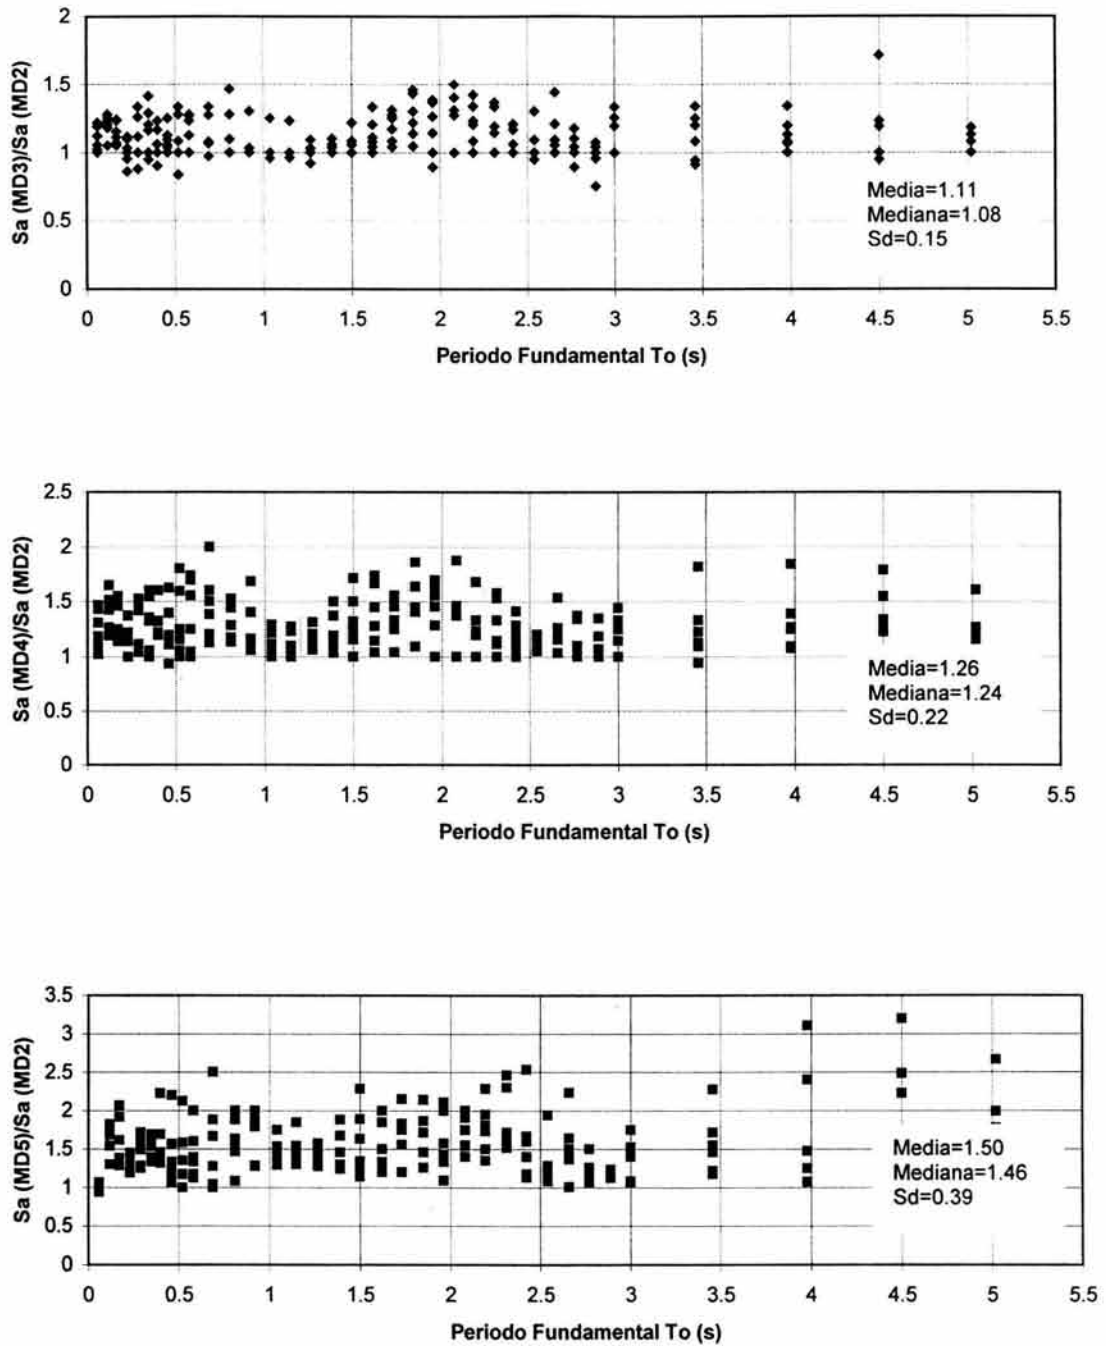 Sa (MD3)/Sa (MD2)
2
1.5
1
0.5
0
Media=1.11
Mediana=1.08
Sd=0.15
0 0.5 1 1.5 2 2.5 3 3.5 4 4.5 5 5.5
Periodo Fundamental To (s)
Sa (MD4)/Sa (MD2)
2.5
2
1.5
1
0.5
0
Media=1.26
Mediana=1.24
Sd=0.22
0 0.5 1 1.5 2 2.5 3 3.5 4 4.5 5 5.5
Periodo Fundamental To (s)
Sa (MD5)/Sa (MD2)
3.5
3
2.5
2
1.5
1
0.5
0
Media=1.50
Mediana=1.46
Sd=0.39
0 0.5 1 1.5 2 2.5 3 3.5 4 4.5 5 5.5
Periodo Fundamental To (s)